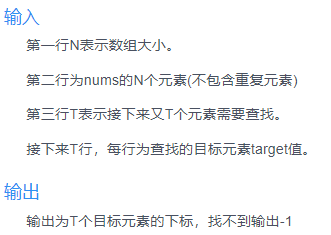 输入
第一行N表示数组大小。
第二行为nums的N个元素(不包含重复元素)
第三行T表示接下来又T个元素需要查找。
接下来T行，每行为查找的目标元素target值。
输出
输出为T个目标元素的下标，找不到输出-1